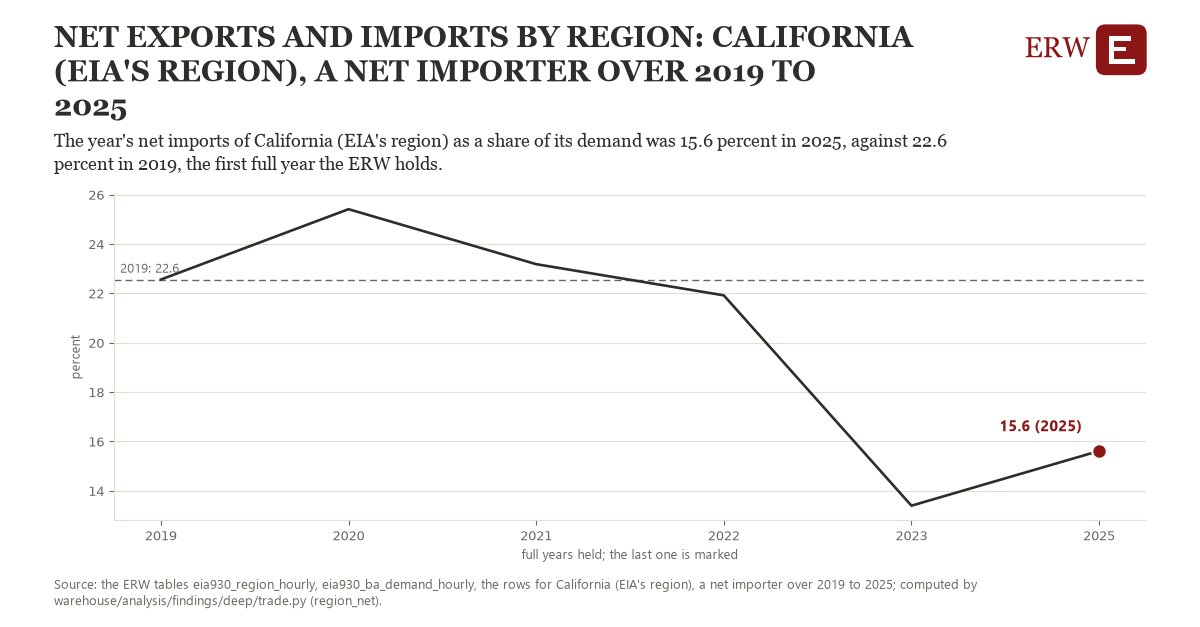 NET EXPORTS AND IMPORTS BY REGION: CALIFORNIA
(EIA'S REGION), A NET IMPORTER OVER 2019 TO
2025
ERW E
The year's net imports of California (EIA's region) as a share of its demand was 15.6 percent in 2025, against 22.6
percent in 2019, the first full year the ERW holds.
26
24
22
20
18
16
14
percent
2019: 22.6
15.6 (2025)
2019 2020 2021 2022 2023 2025
full years held; the last one is marked
Source: the ERW tables eia930_region_hourly, eia930_ba_demand_hourly, the rows for California (EIA's region), a net importer over 2019 to 2025; computed by
warehouse/analysis/findings/deep/trade.py (region_net).